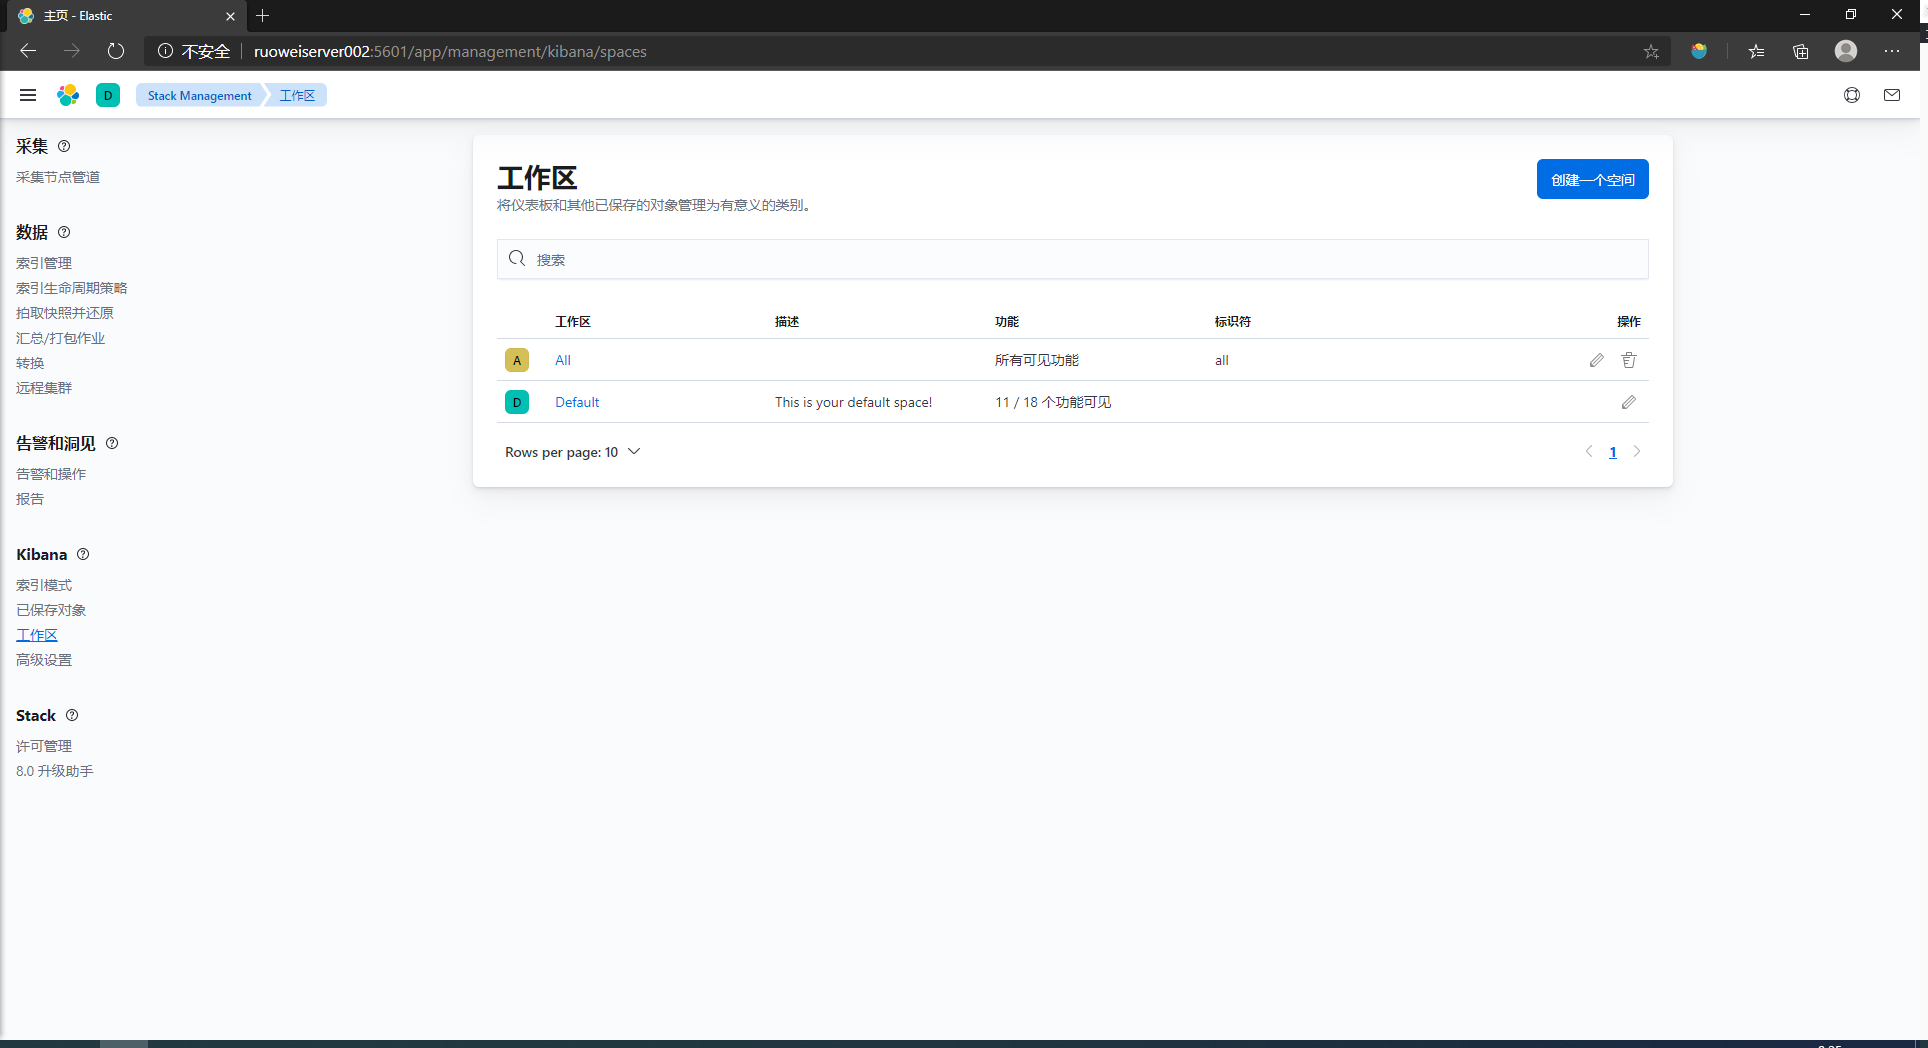 主页 - Elastic
不安全
ruoweiserver002:5601/app/management/kibana/spaces
D
Stack Management
工作区
采集
采集节点管道
数据
索引管理
索引生命周期策略
拍取快照并还原
汇总/打包作业
转换
远程集群
告警和洞见
告警和操作
报告
Kibana
索引模式
已保存对象
工作区
高级设置
Stack
许可管理
8.0 升级助手
工作区
将仪表板和其他已保存的对象管理为有意义的类别。
创建一个空间
搜索
工作区 描述 功能 标识符 操作
A All 所有可见功能 all
D Default This is your default space! 11 / 18 个功能可见
Rows per page: 10
1